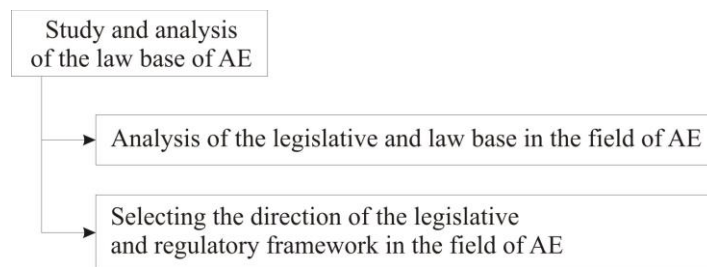 Study and analysis
of the law base of AE
Analysis of the legislative and law base in the field of AE
Selecting the direction of the legislative
and regulatory framework in the field of AE